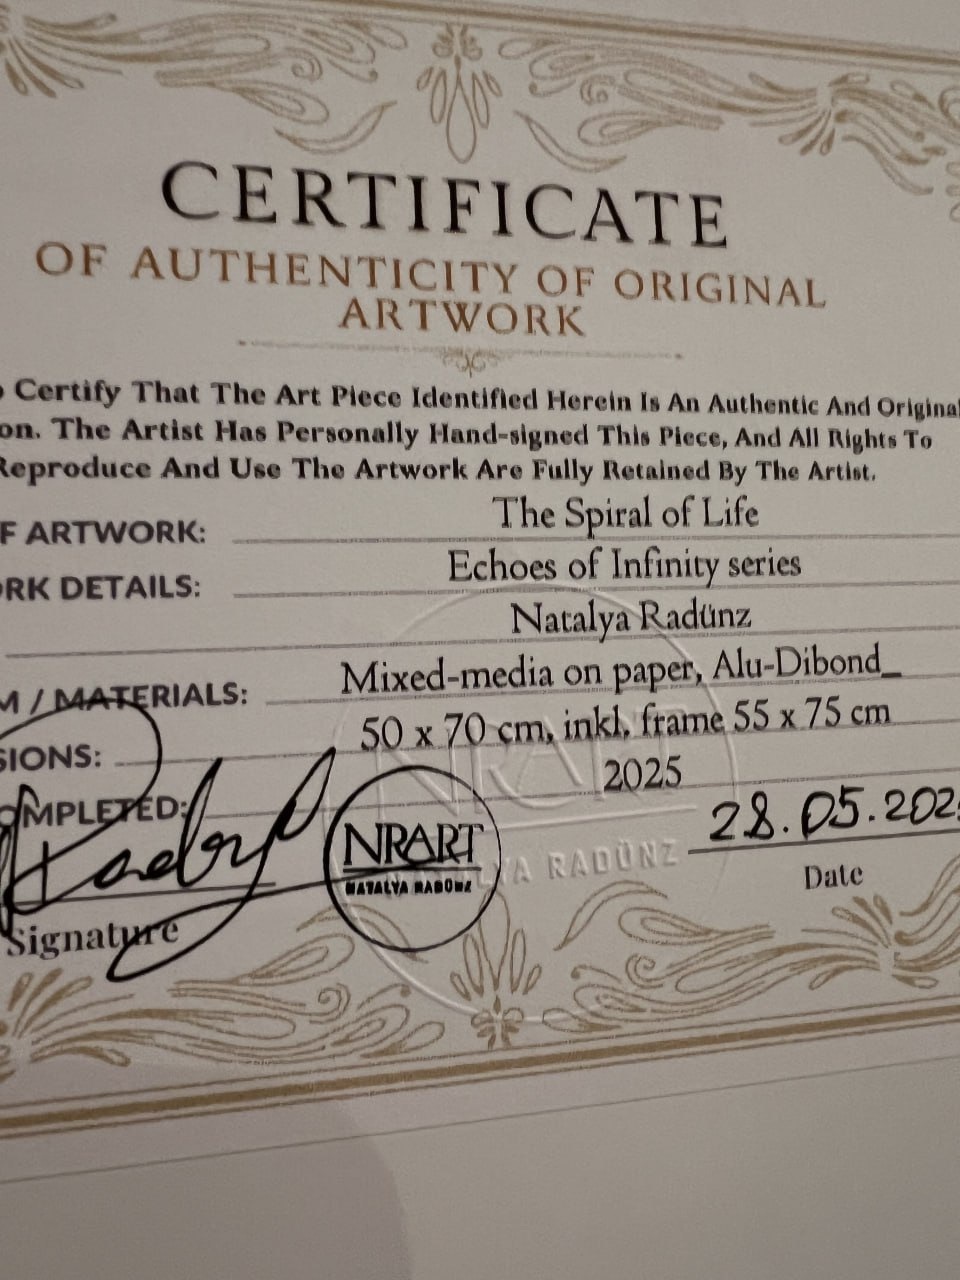 CERTIFICATE
OF AUTHENTICITY OF ORIGINAL
ARTWORK
Certify That The Art Piece Identified Herein Is An Authentic And Original
on. The Artist Has Personally Hand-signed This Piece, And All Rights To
Reproduce And Use The Artwork Are Fully Retained By The Artist.
F ARTWORK: The Spiral of Life
RK DETAILS: Echoes of Infinity series
Natalya Radünz
M / MATERIALS: Mixed-media on paper, Alu-Dibond_
SIONS: 50 x 70 cm, inkl. frame 55 x 75 cm
OMPLETED: 2025
28.05.202
NRART
NATALYA RADÜNZ
NRART
A RADÜNZ
Signature
Date